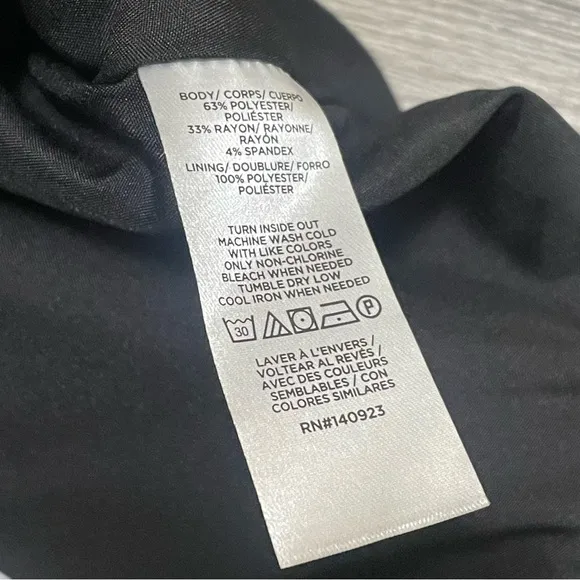 BODY/ CORPS/ CUERPO
63% POLYESTER/
POLIÉSTER
33% RAYON/ RAYONNE/
RAYÓN
4% SPANDEX
LINING/ DOUBLURE/ FORRO
100% POLYESTER/
POLIÉSTER
TURN INSIDE OUT
MACHINE WASH COLD
WITH LIKE COLORS
ONLY NON-CHLORINE
BLEACH WHEN NEEDED
TUMBLE DRY LOW
COOL IRON WHEN NEEDED
30 P
LAVER À L'ENVERS /
VOLTEAR AL REVÉS /
AVEC DES COULEURS
SEMBLABLES / CON
COLORES SIMILARES
RN#140923